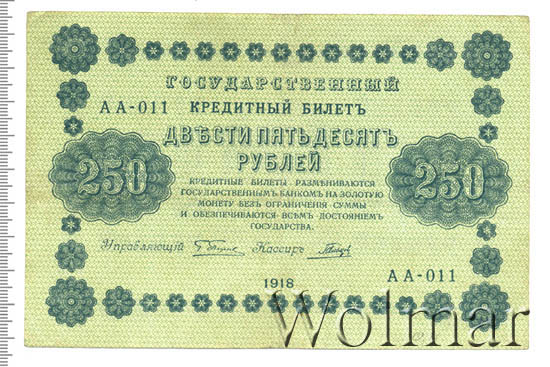 ГОСУДАРСТВЕННЫЙ
АА-011 КРЕДИТНЫЙ БИЛЕТЪ
ДВѢСТИ ПЯТЬДЕСЯТЪ
РУБЛЕЙ
250 250
КРЕДИТНЫЕ БИЛЕТЫ РАЗМѢНИВАЮТСЯ
ГОСУДАРСТВЕННЫМЪ БАНКОМЪ НА ЗОЛОТУЮ
МОНЕТУ БЕЗЪ ОГРАНИЧЕНІЯ СУММЫ
И ОБЕЗПЕЧИВАЮТСЯ ВСѢМЪ ДОСТОЯНІЕМЪ
ГОСУДАРСТВА.
Управляющій Кассиръ
АА-011
1918
Wolmar